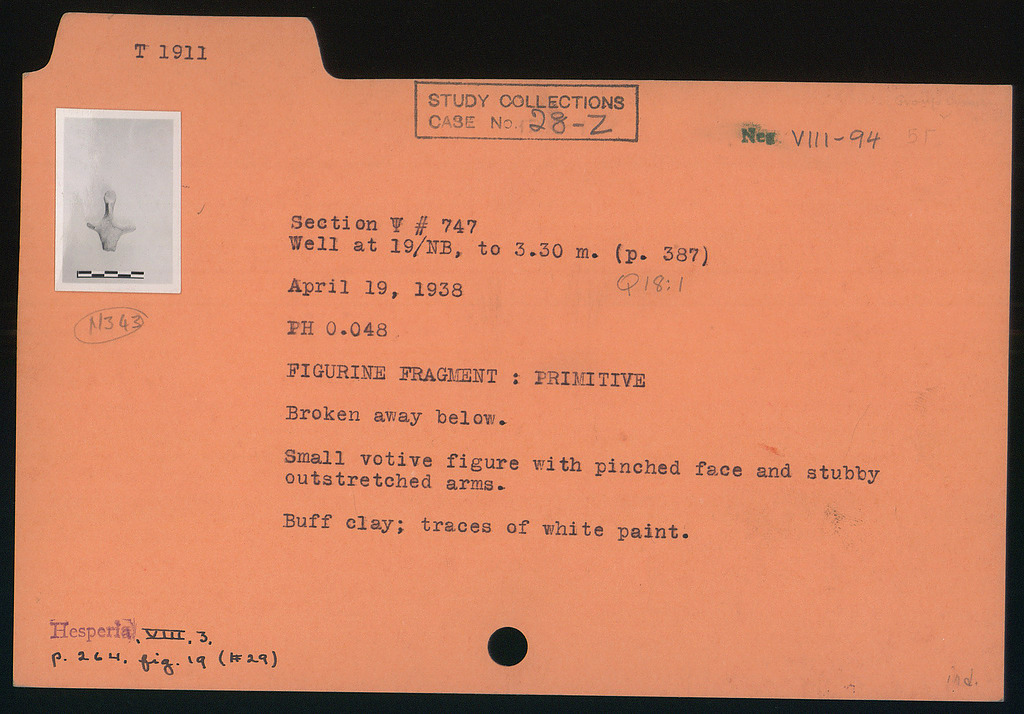 T 1911
STUDY COLLECTIONS
CASE No. 28-Z
Neg VIII-94
Section Ψ # 747
Well at 19/NB, to 3.30 m. (p. 387)
Q18:1
April 19, 1938
N343
PH 0.048
FIGURINE FRAGMENT : PRIMITIVE
Broken away below.
Small votive figure with pinched face and stubby
outstretched arms.
Buff clay; traces of white paint.
Hesperia, VIII, 3,
p. 264. fig. 19 (#29)